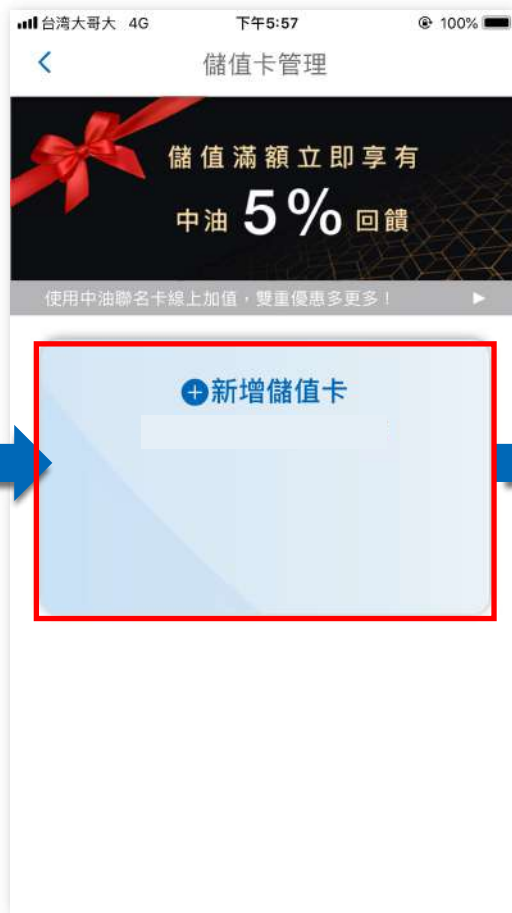 台湾大哥大 4G 下午5:57 100%
儲值卡管理
儲值滿額立即享有
中油 5% 回饋
使用中油聯名卡線上加值，雙重優惠多更多！
新增儲值卡